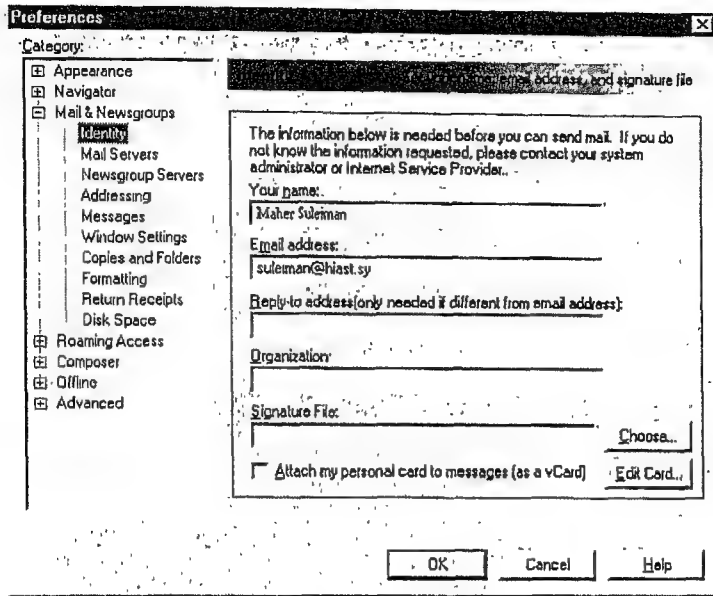 Preferences
Category:
Appearance
Navigator
Mail & Newsgroups
Identity
Mail Servers
Newsgroup Servers
Addressing
Messages
Window Settings
Copies and Folders
Formatting
Return Receipts
Disk Space
Roaming Access
Composer
Offline
Advanced
email address, and signature file
The information below is needed before you can send mail. If you do
not know the information requested, please contact your system
administrator or Internet Service Provider.
Your name:
Maher Suleiman
Email address:
suleiman@hiast.sy
Reply-to address(only needed if different from email address):
Organization:
Signature File:
Choose...
Attach my personal card to messages (as a vCard)
Edit Card...
OK
Cancel
Help